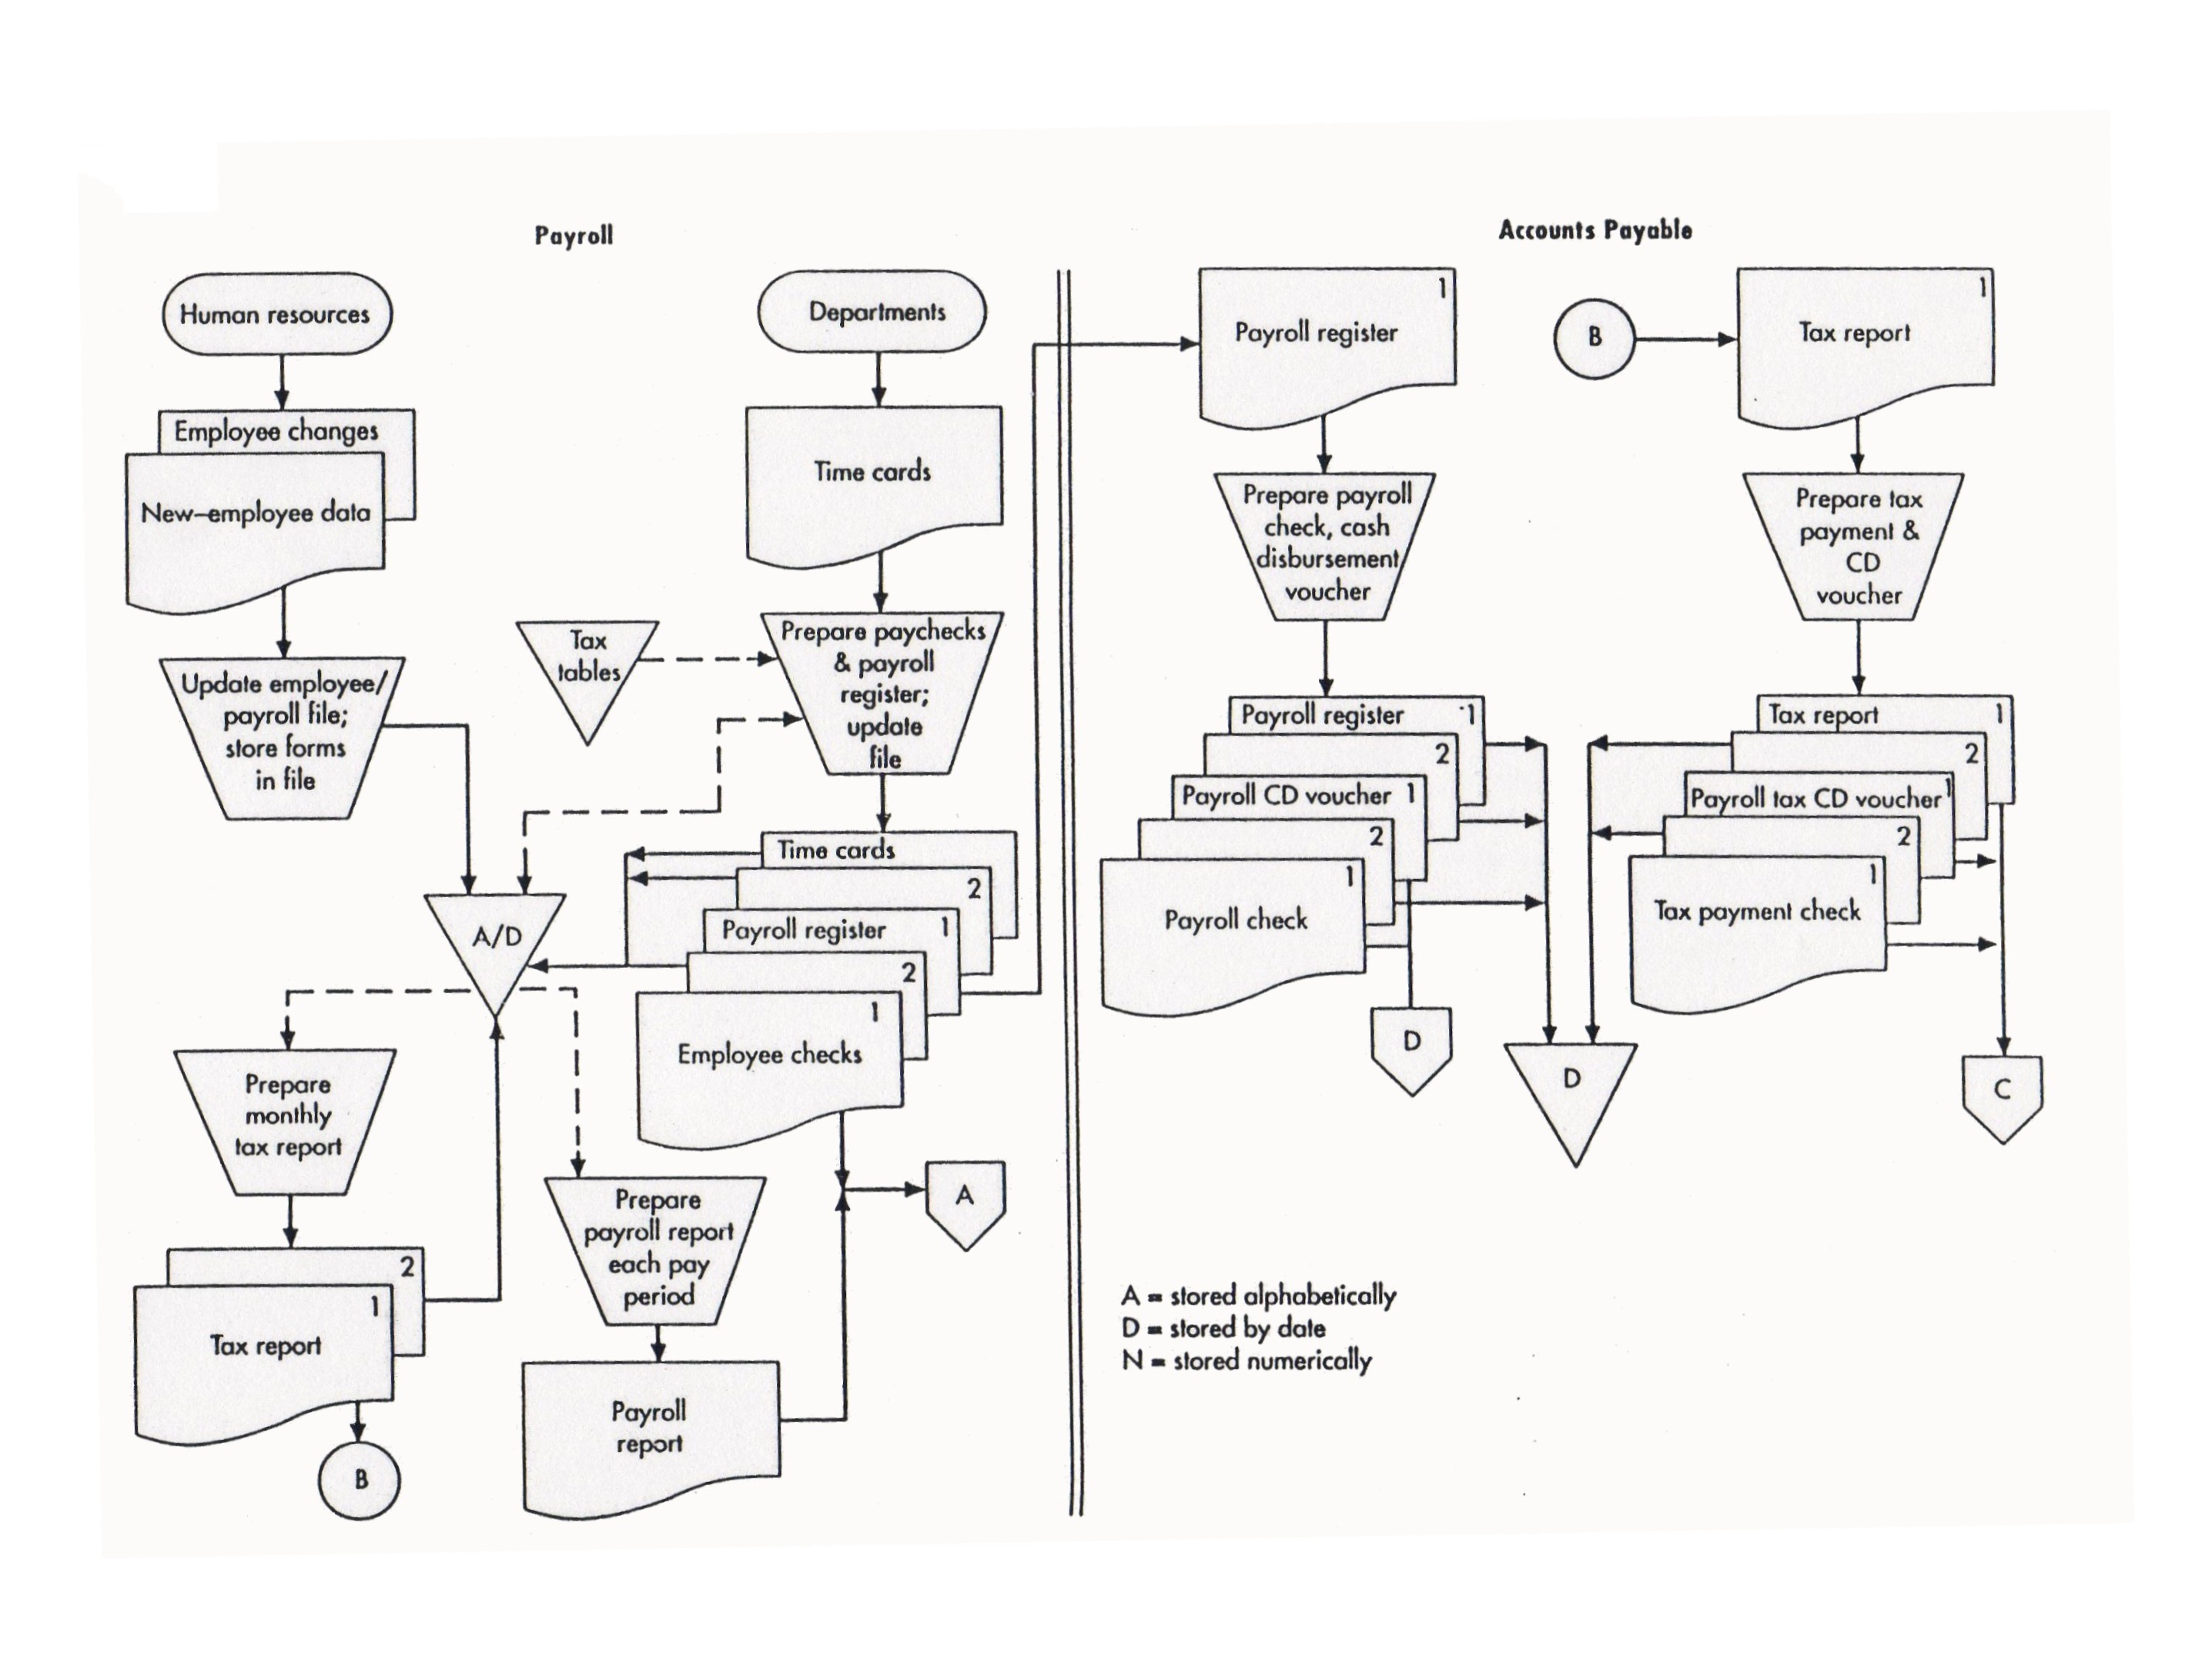 Payroll
Human resources
Employee changes
New-employee data
Update employee/
payroll file;
store forms
in file
Departments
Time cards
Tax
tables
Prepare paychecks
& payroll
register;
update
file
A/D
Time cards
2
Payroll register 1
2
1
Employee checks
Prepare
monthly
tax report
2
1
Tax report
B
Prepare
payroll report
each pay
period
Payroll
report
A
Accounts Payable
1
Payroll register
Prepare payroll
check, cash
disbursement
voucher
Payroll register 1
2
Payroll CD voucher 1
2
1
Payroll check
D
B
1
Tax report
Prepare tax
payment &
CD
voucher
Tax report 1
2
Payroll tax CD voucher 1
2
1
Tax payment check
D
C
A = stored alphabetically
D = stored by date
N = stored numerically